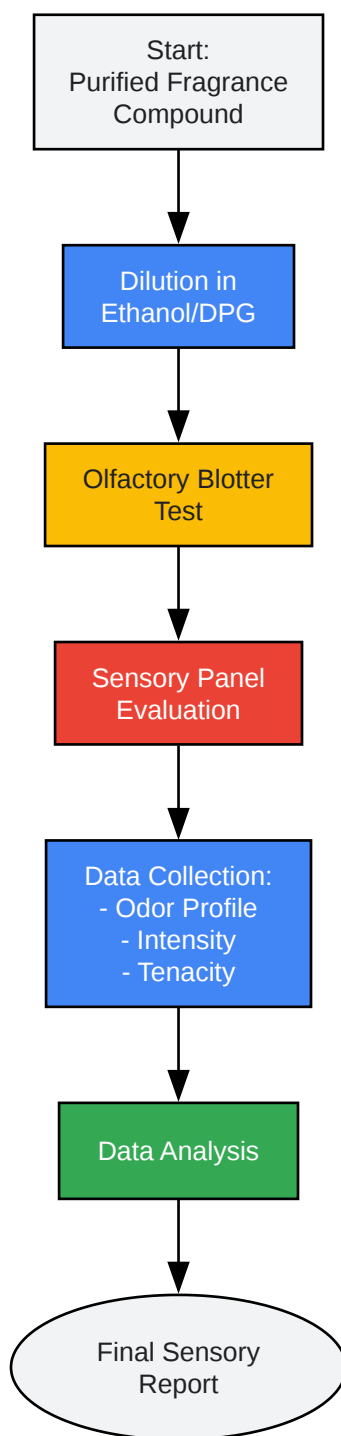 Start:
Purified Fragrance
Compound
Dilution in
Ethanol/DPG
Olfactory Blotter
Test
Sensory Panel
Evaluation
Data Collection:
- Odor Profile
- Intensity
- Tenacity
Data Analysis
Final Sensory
Report